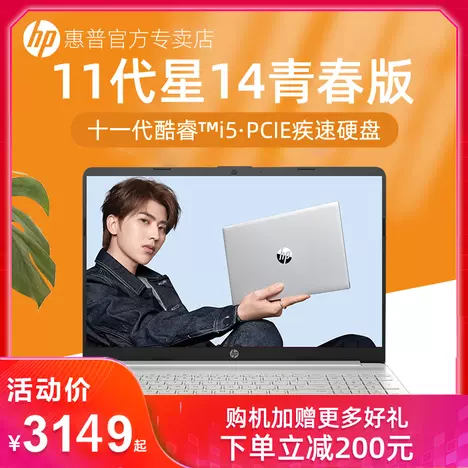 hp 惠普官方专卖店
11代星14青春版
十一代酷睿™i5·PCIE疾速硬盘
hp
hp
活动价
¥3149起
购机加赠更多好礼
下单立减200元